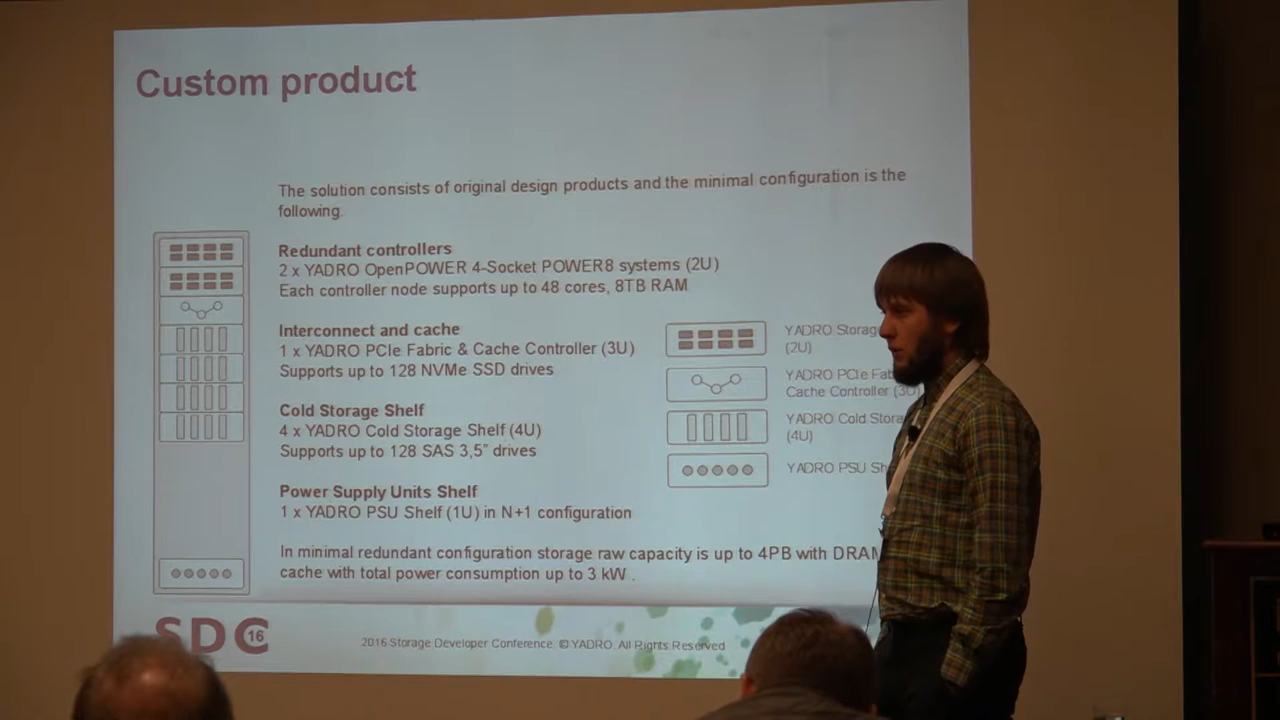 Custom product
The solution consists of original design products and the minimal configuration is the
following.
Redundant controllers
2 x YADRO OpenPOWER 4-Socket POWER8 systems (2U)
Each controller node supports up to 48 cores, 8TB RAM
Interconnect and cache
1 x YADRO PCIe Fabric & Cache Controller (3U)
Supports up to 128 NVMe SSD drives
Cold Storage Shelf
4 x YADRO Cold Storage Shelf (4U)
Supports up to 128 SAS 3,5” drives
Power Supply Units Shelf
1 x YADRO PSU Shelf (1U) in N+1 configuration
In minimal redundant configuration storage raw capacity is up to 4PB with DRAM
cache with total power consumption up to 3 kW .
YADRO Storag
(2U)
YADRO PCIe Fab
Cache Controller (3U)
YADRO Cold Stora
(4U)
YADRO PSU Sh
SDC 16
2016 Storage Developer Conference. © YADRO. All Rights Reserved